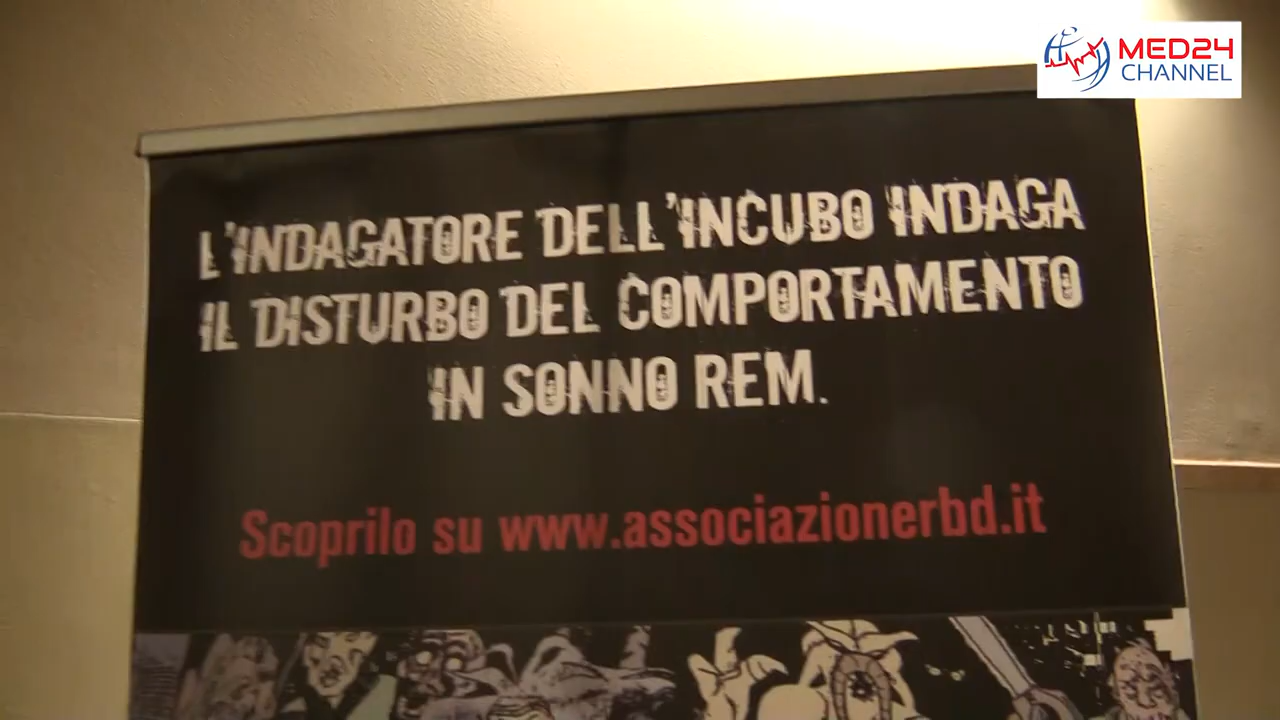 MED24
CHANNEL
L'INDAGATORE DELL'INCUBO INDAGA
IL DISTURBO DEL COMPORTAMENTO
IN SONNO REM.
Scoprilo su www.associazionerbd.it